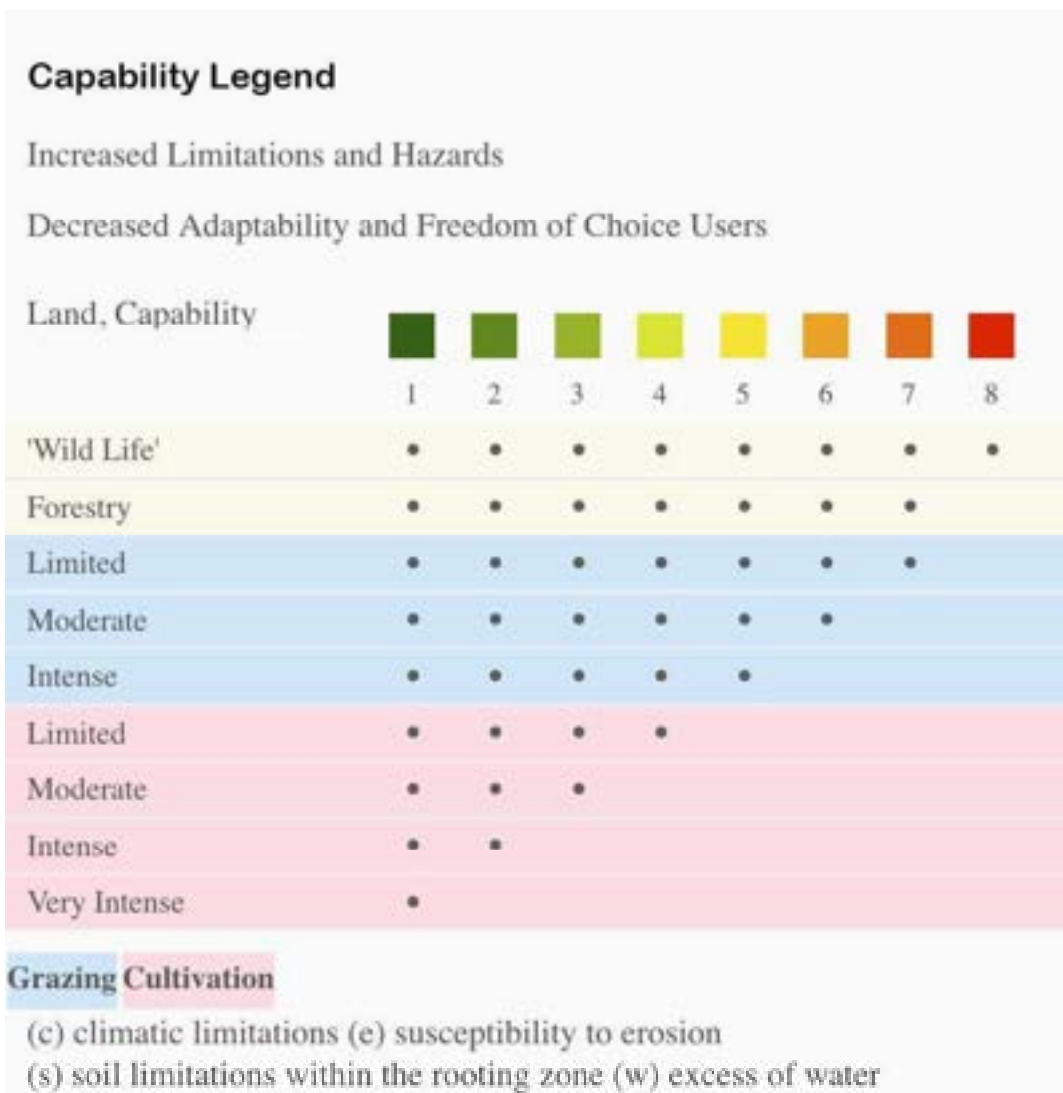 Capability Legend
Increased Limitations and Hazards
Decreased Adaptability and Freedom of Choice Users
Land, Capability
1 2 3 4 5 6 7 8
'Wild Life' • • • • • • • •
Forestry • • • • • • •
Limited • • • • • • •
Moderate • • • • • •
Intense • • • • •
Limited • • • •
Moderate • • •
Intense • •
Very Intense •
Grazing Cultivation
(c) climatic limitations (e) susceptibility to erosion
(s) soil limitations within the rooting zone (w) excess of water